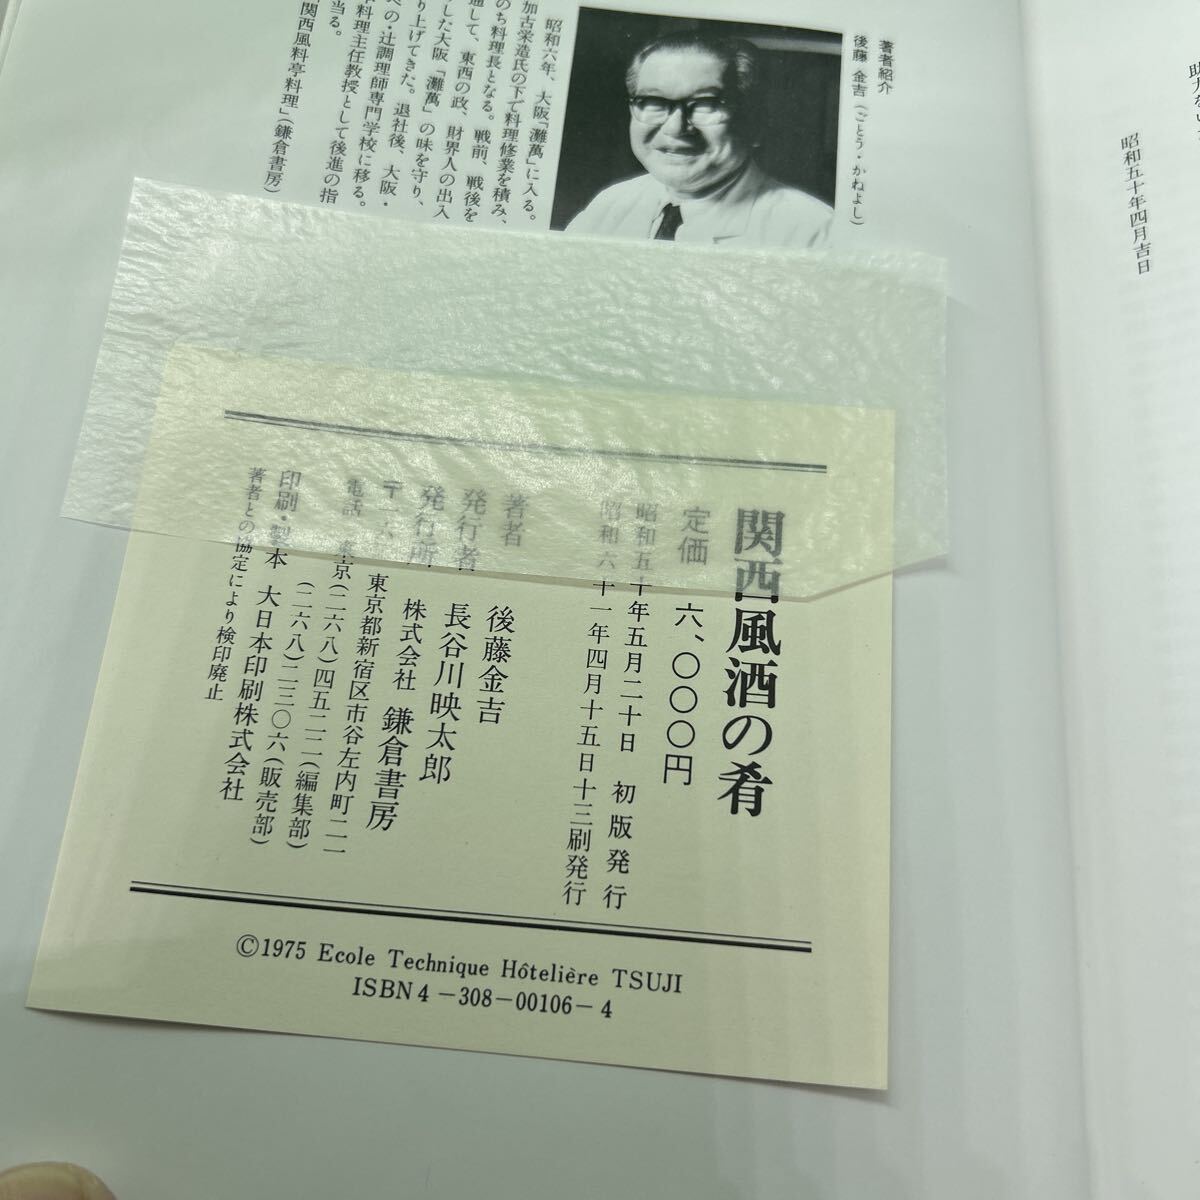 昭和五十年四月吉日
著者紹介
後藤 金吉(ごとう・かねよし)
昭和六年、大阪「灘萬」に入る。
加古栄造氏の下で料理修業を積み、
のち料理長となる。戦前、戦後を
通して、東西の政、財界人の出入
した大阪「灘萬」の味を守り、
り上げてきた。退社後、大阪・
べの・辻調理師専門学校に移る。
料理主任教授として後進の指
当る。
関西風料亭料理」(鎌倉書房)
関西風酒の肴
定価 六、〇〇〇円
昭和五十年五月二十日 初版発行
昭和六十一年四月十五日十三刷発行
著者 後藤金吉
発行者 長谷川映太郎
発行所 株式会社 鎌倉書房
〒一六 東京都新宿区市谷左内町二一
電話 東京(二六八)四五二二(編集部)
(二六八)二三〇六(販売部)
印刷・製本 大日本印刷株式会社
著者との協定により検印廃止
©1975 Ecole Technique Hôtelière TSUJI
ISBN4-308-00106-4